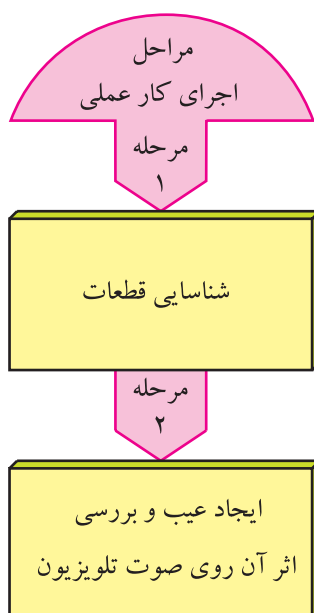 مراحل
اجرای کار عملی
مرحله
۱
شناسایی قطعات
مرحله
۲
ایجاد عیب و بررسی
اثر آن روی صوت تلویزیون